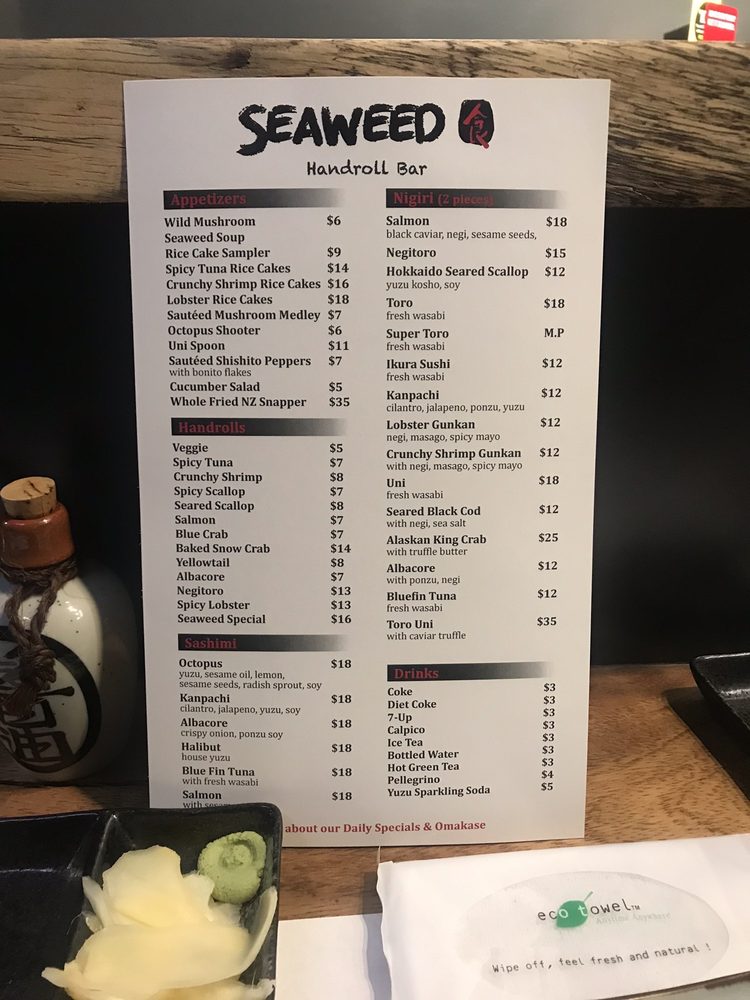 SEAWEED 食
Handroll Bar
Appetizers
Wild Mushroom $6
Seaweed Soup
Rice Cake Sampler $9
Spicy Tuna Rice Cakes $14
Crunchy Shrimp Rice Cakes $16
Lobster Rice Cakes $18
Sautéed Mushroom Medley $7
Octopus Shooter $6
Uni Spoon $11
Sautéed Shishito Peppers $7
with bonito flakes
Cucumber Salad $5
Whole Fried NZ Snapper $35
Handrolls
Veggie $5
Spicy Tuna $7
Crunchy Shrimp $8
Spicy Scallop $7
Seared Scallop $8
Salmon $7
Blue Crab $7
Baked Snow Crab $14
Yellowtail $8
Albacore $7
Negitoro $13
Spicy Lobster $13
Seaweed Special $16
Sashimi
Octopus $18
yuzu, sesame oil, lemon,
sesame seeds, radish sprout, soy
Kanpachi $18
cilantro, jalapeno, yuzu, soy
Albacore $18
crispy onion, ponzu soy
Halibut $18
house yuzu
Blue Fin Tuna $18
with fresh wasabi
Salmon $18
with
Nigiri (2 pieces)
Salmon $18
black caviar, negi, sesame seeds,
Negitoro $15
Hokkaido Seared Scallop $12
yuzu kosho, soy
Toro $18
fresh wasabi
Super Toro M.P
fresh wasabi
Ikura Sushi $12
fresh wasabi
Kanpachi $12
cilantro, jalapeno, ponzu, yuzu
Lobster Gunkan $12
negi, masago, spicy mayo
Crunchy Shrimp Gunkan $12
with negi, masago, spicy mayo
Uni $18
fresh wasabi
Seared Black Cod $12
with negi, sea salt
Alaskan King Crab $25
with truffle butter
Albacore $12
with ponzu, negi
Bluefin Tuna $12
fresh wasabi
Toro Uni $35
with caviar truffle
Drinks
Coke $3
Diet Coke $3
7-Up $3
Calpico $3
Ice Tea $3
Bottled Water $3
Hot Green Tea $3
Pellegrino $4
Yuzu Sparkling Soda $5
about our Daily Specials & Omakase
eco towel™
Anytime Anywhere
Wipe off, feel fresh and natural !